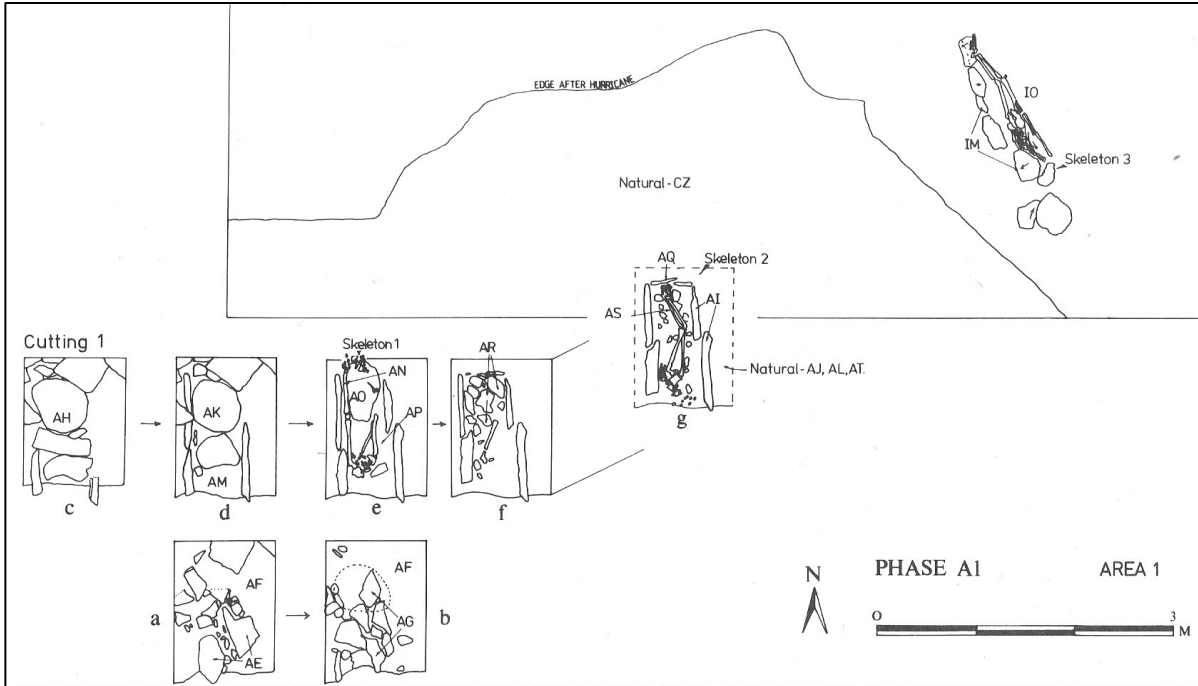 EDGE AFTER HURRICANE
IO
IM
Skeleton 3
Natural-CZ
AQ
Skeleton 2
AS
AI
Natural-AJ, AL, AT.
g
Cutting 1
AH
c
AK
AM
d
Skeleton 1
AN
AO
AP
e
AR
f
AF
a
AE
AF
AG
b
N
PHASE A1
AREA 1
0
3
M